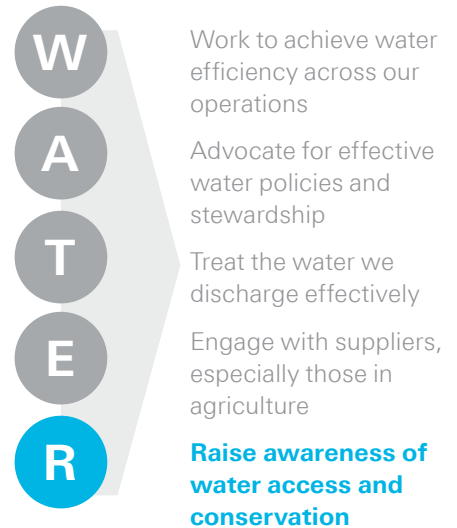 W
Work to achieve water
efficiency across our
operations
A
Advocate for effective
water policies and
stewardship
T
Treat the water we
discharge effectively
E
Engage with suppliers,
especially those in
agriculture
R
Raise awareness of
water access and
conservation